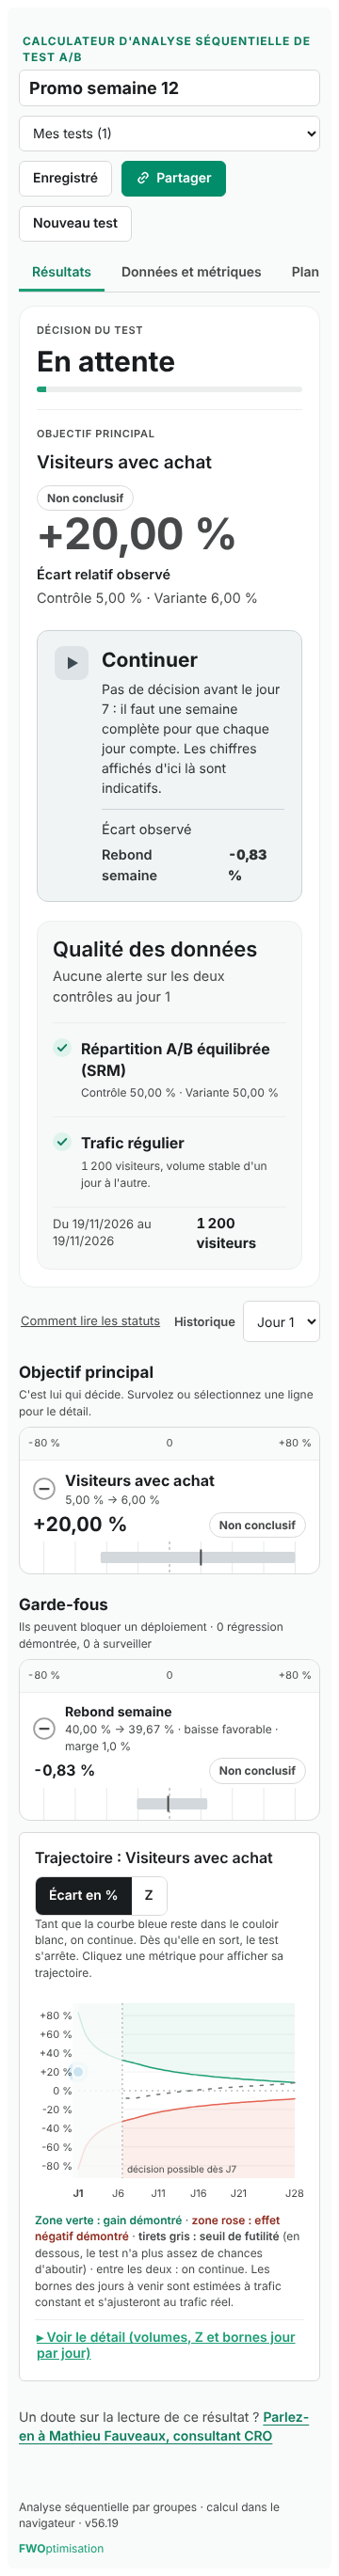 CALCULATEUR D'ANALYSE SÉQUENTIELLE DE
TEST A/B
Promo semaine 12
Mes tests (1)
Enregistré
Partager
Nouveau test
Résultats
Données et métriques
Plan
DÉCISION DU TEST
En attente
OBJECTIF PRINCIPAL
Visiteurs avec achat
Non conclusif
+20,00 %
Écart relatif observé
Contrôle 5,00 % · Variante 6,00 %
Continuer
Pas de décision avant le jour
7 : il faut une semaine
complète pour que chaque
jour compte. Les chiffres
affichés d'ici là sont
indicatifs.
Écart observé
Rebond
semaine
-0,83
%
Qualité des données
Aucune alerte sur les deux
contrôles au jour 1
Répartition A/B équilibrée
(SRM)
Contrôle 50,00 % · Variante 50,00 %
Trafic régulier
1 200 visiteurs, volume stable d'un
jour à l'autre.
Du 19/11/2026 au
19/11/2026
1 200
visiteurs
Comment lire les statuts
Historique
Jour 1
Objectif principal
C'est lui qui décide. Survolez ou sélectionnez une ligne
pour le détail.
-80 %
0
+80 %
Visiteurs avec achat
5,00 % → 6,00 %
+20,00 %
Non conclusif
Garde-fous
Ils peuvent bloquer un déploiement · 0 régression
démontrée, 0 à surveiller
-80 %
0
+80 %
Rebond semaine
40,00 % → 39,67 % · baisse favorable ·
marge 1,0 %
-0,83 %
Non conclusif
Trajectoire : Visiteurs avec achat
Écart en %
Z
Tant que la courbe bleue reste dans le couloir
blanc, on continue. Dès qu'elle en sort, le test
s'arrête. Cliquez une métrique pour afficher sa
trajectoire.
+80 %
+60 %
+40 %
+20 %
0 %
-20 %
-40 %
-60 %
-80 %
décision possible dès J7
J1
J6
J11
J16
J21
J28
Zone verte : gain démontré · zone rose : effet
négatif démontré · tirets gris : seuil de futilité (en
dessous, le test n'a plus assez de chances
d'aboutir) · entre les deux : on continue. Les
bornes des jours à venir sont estimées à trafic
constant et s'ajusteront au trafic réel.
▸ Voir le détail (volumes, Z et bornes jour
par jour)
Un doute sur la lecture de ce résultat ? Parlez-
en à Mathieu Fauveaux, consultant CRO
Analyse séquentielle par groupes · calcul dans le
navigateur · v56.19
FWOptimisation